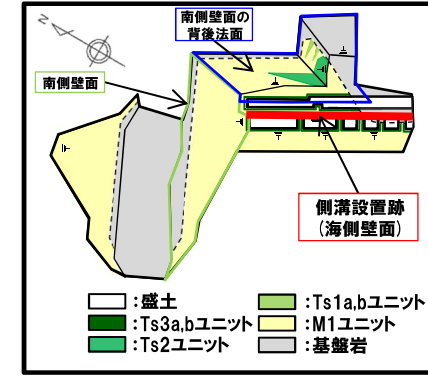 N
南側壁面の
背後法面
南側壁面
側溝設置跡
(海側壁面)
:盛土
:Ts1a,bユニット
:Ts3a,bユニット
:M1ユニット
:Ts2ユニット
:基盤岩